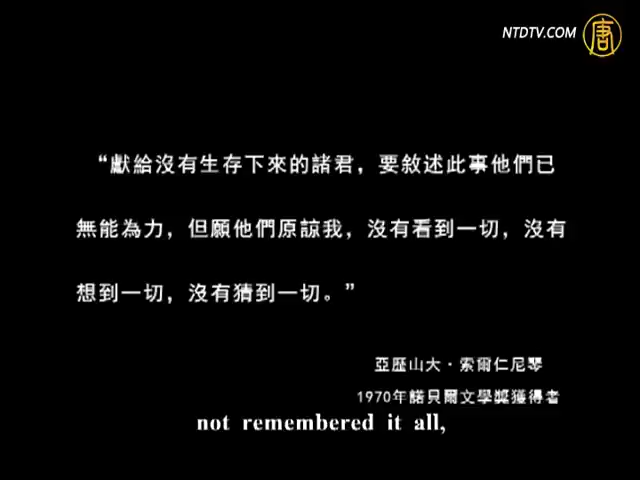 NTDTV.COM 唐
“獻給沒有生存下來的諸君，要敘述此事他們已
無能為力，但願他們原諒我，沒有看到一切，沒有
想到一切，沒有猜到一切。”
亞歷山大·索爾仁尼琴
1970年諾貝爾文學獎獲得者
not remembered it all,